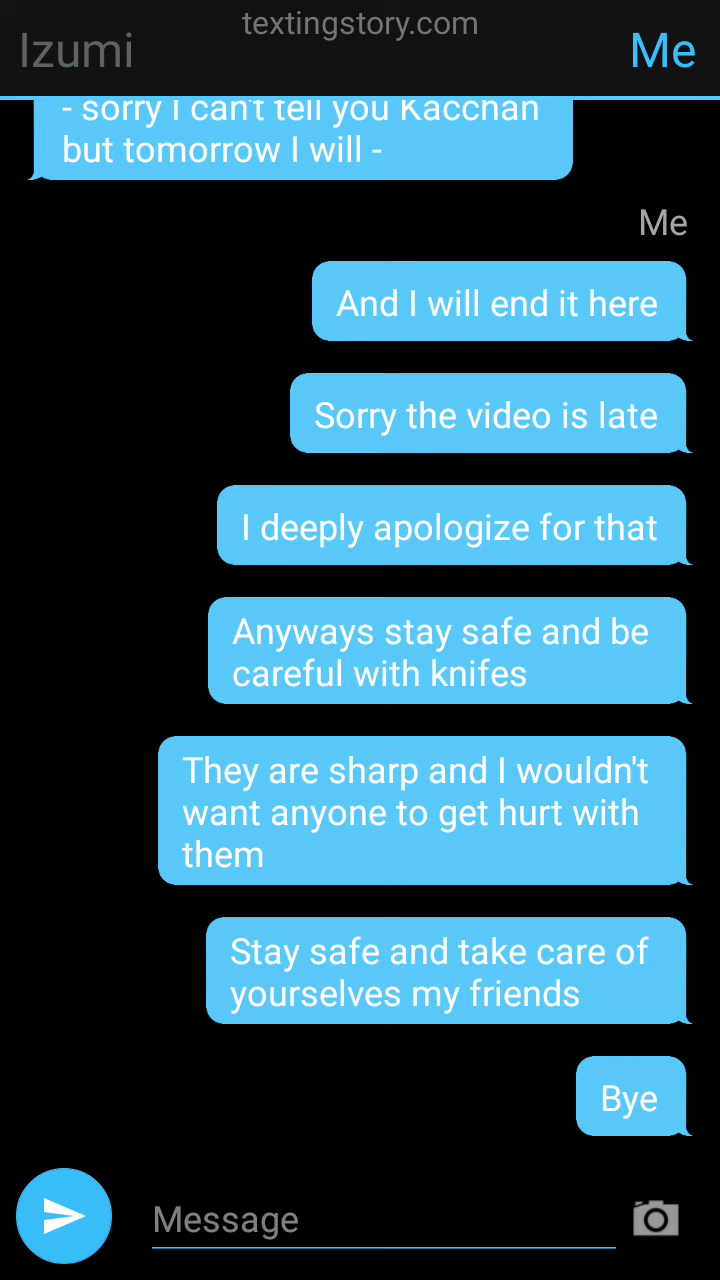 textingstory.com
Izumi
Me
- sorry I can't tell you Kacchan
but tomorrow I will -
Me
And I will end it here
Sorry the video is late
I deeply apologize for that
Anyways stay safe and be
careful with knifes
They are sharp and I wouldn't
want anyone to get hurt with
them
Stay safe and take care of
yourselves my friends
Bye
Message